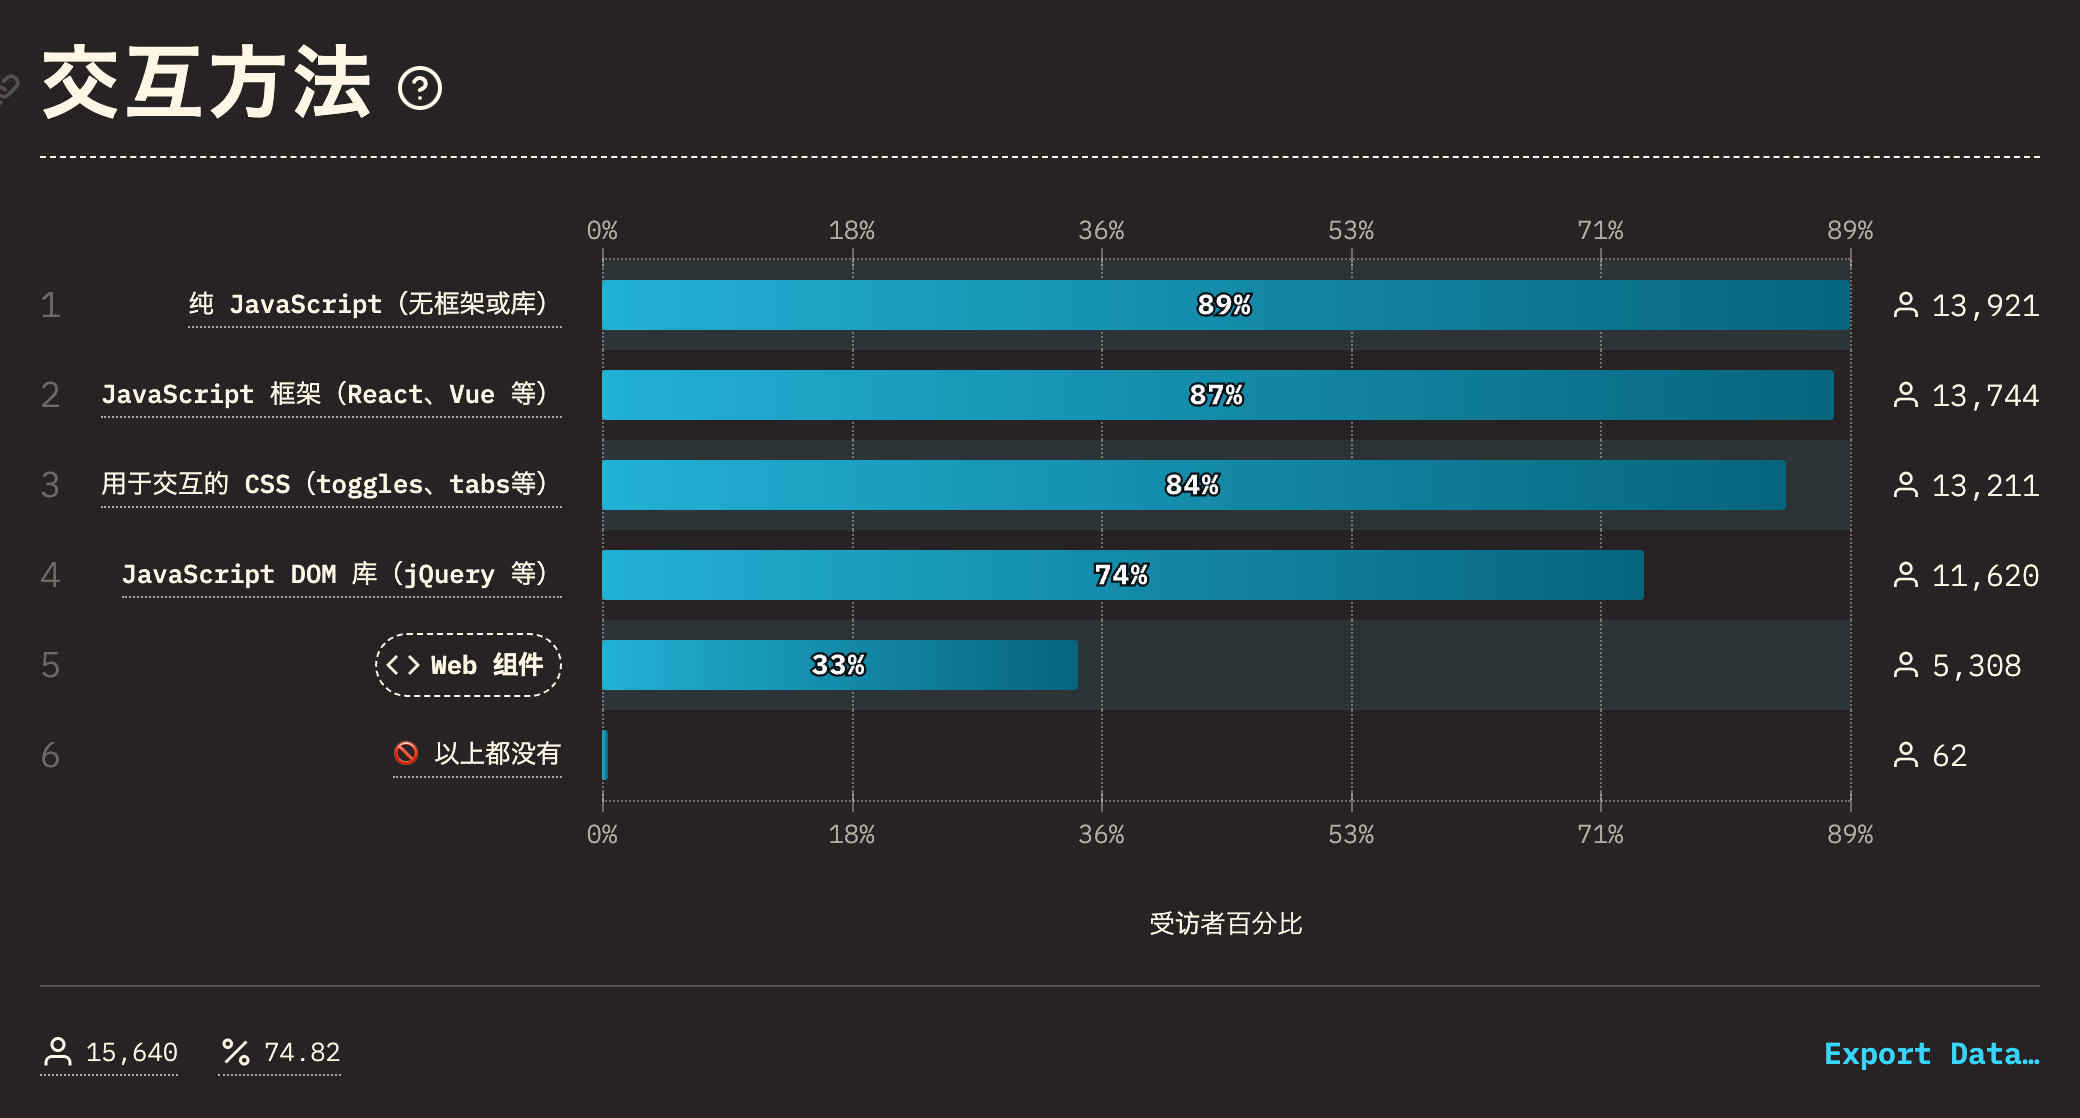 交互方法
0% 18% 36% 53% 71% 89%
1 纯 JavaScript（无框架或库） 89% 13,921
2 JavaScript 框架（React、Vue 等） 87% 13,744
3 用于交互的 CSS（toggles、tabs等） 84% 13,211
4 JavaScript DOM 库（jQuery 等） 74% 11,620
5 <> Web 组件 33% 5,308
6 🚫 以上都没有 62
0% 18% 36% 53% 71% 89%
受访者百分比
15,640 % 74.82 Export Data…